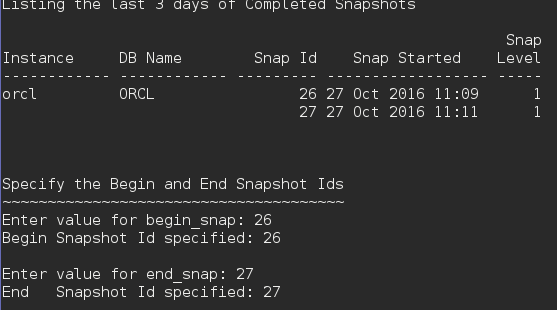 Listing the last 3 days of Completed Snapshots
Snap
Instance     DB Name        Snap Id    Snap Started    Level
------------ ------------ --------- ----------------- -----
orcl         ORCL                26 27 Oct 2016 11:09      1
27 27 Oct 2016 11:11      1
Specify the Begin and End Snapshot Ids
~~~~~~~~~~~~~~~~~~~~~~~~~~~~~~~~~~~~~~
Enter value for begin_snap: 26
Begin Snapshot Id specified: 26
Enter value for end_snap: 27
End   Snapshot Id specified: 27